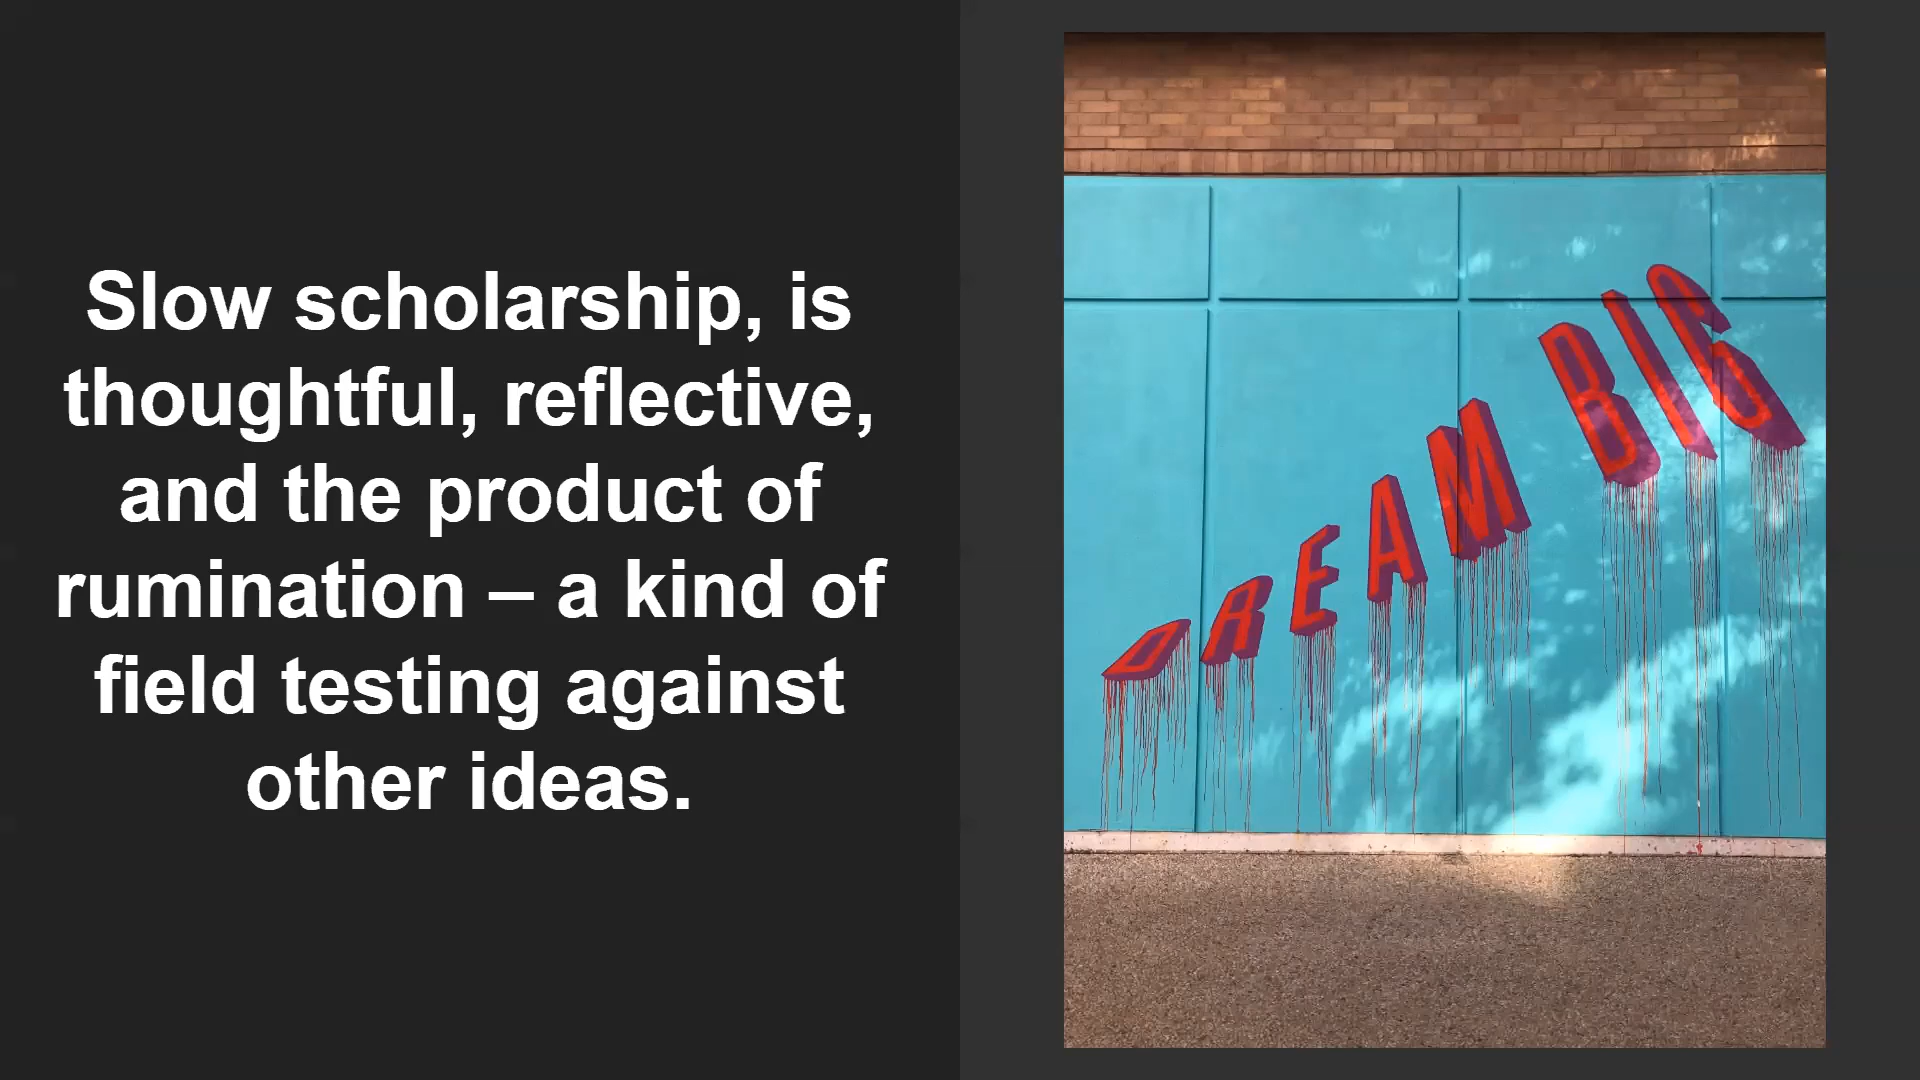 Slow scholarship, is
thoughtful, reflective,
and the product of
rumination – a kind of
field testing against
other ideas.
DREAM BIG